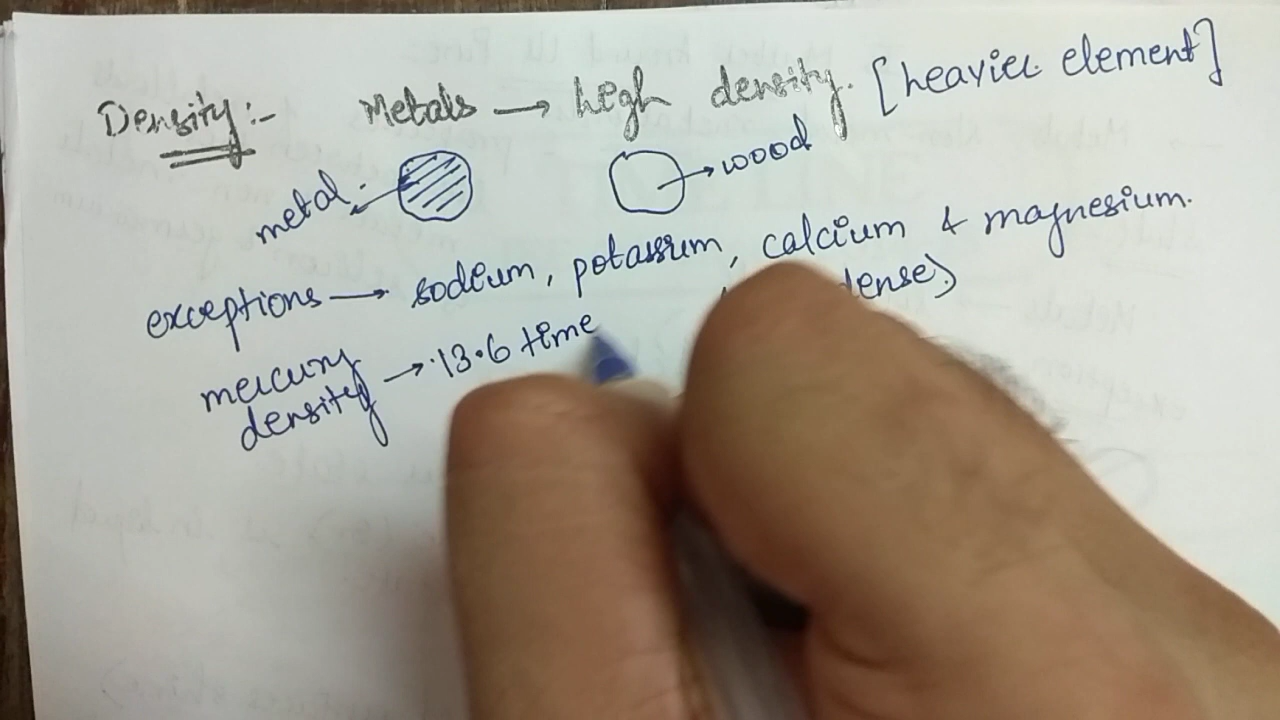 Density:- Metals → high density. [heavier element]
metal. → wood
exceptions → sodium, potassium, calcium & magnesium.
dense)
mercury density → 13.6 time